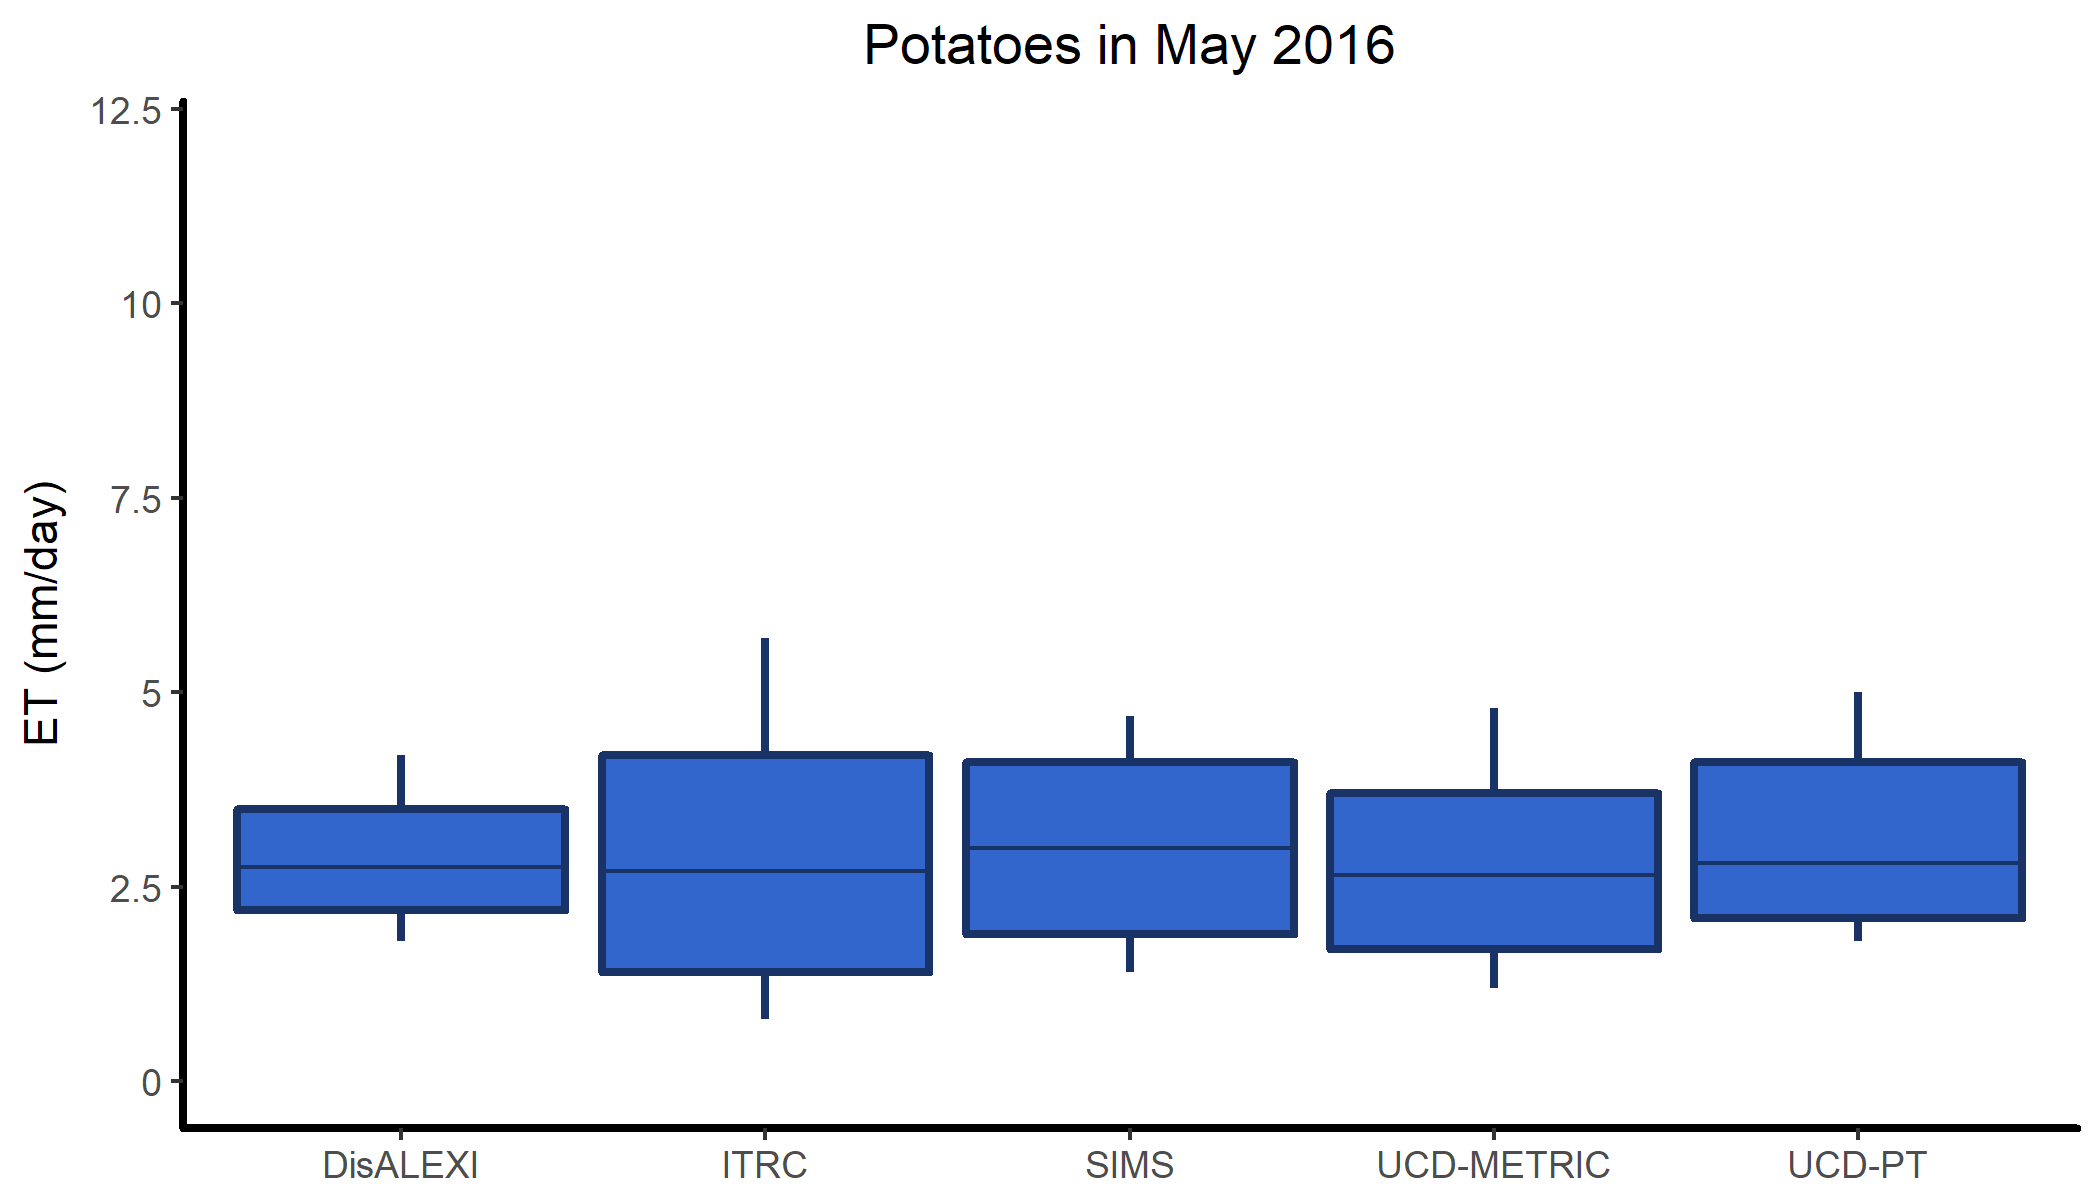 Potatoes in May 2016
ET (mm/day)
12.5
10
7.5
5
2.5
0
DisALEXI
ITRC
SIMS
UCD-METRIC
UCD-PT